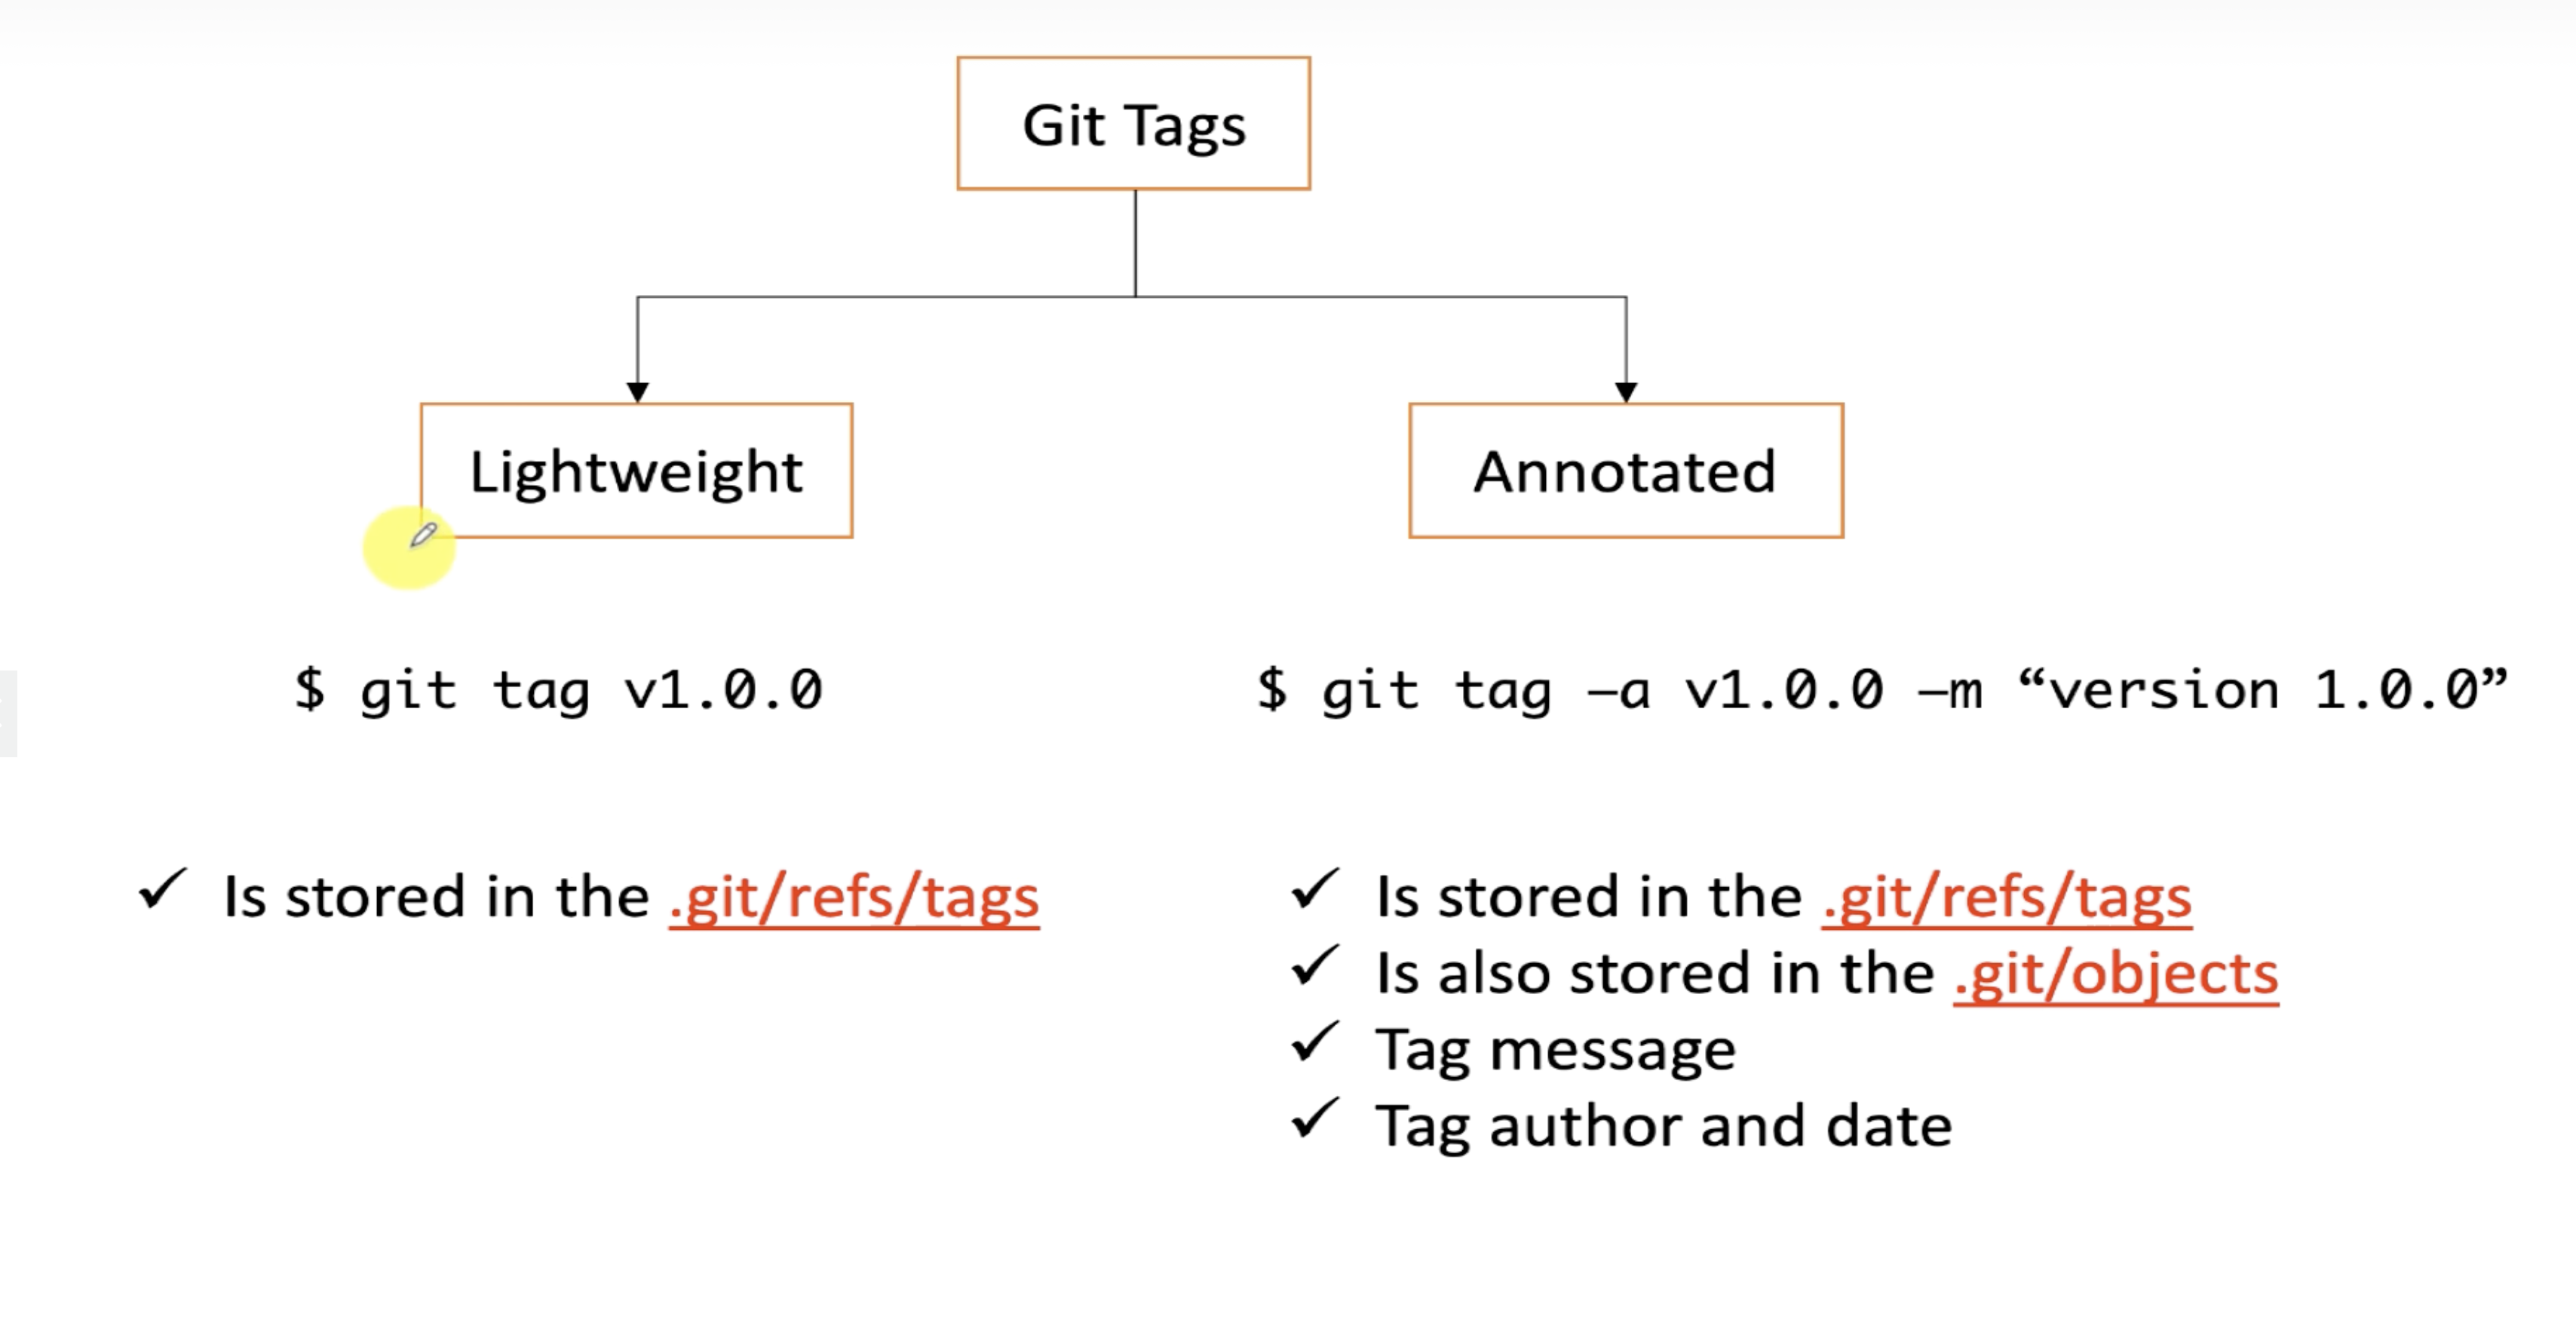 Git Tags
Lightweight
Annotated
$ git tag v1.0.0
$ git tag –a v1.0.0 –m “version 1.0.0”
✓ Is stored in the .git/refs/tags
✓ Is stored in the .git/refs/tags
✓ Is also stored in the .git/objects
✓ Tag message
✓ Tag author and date